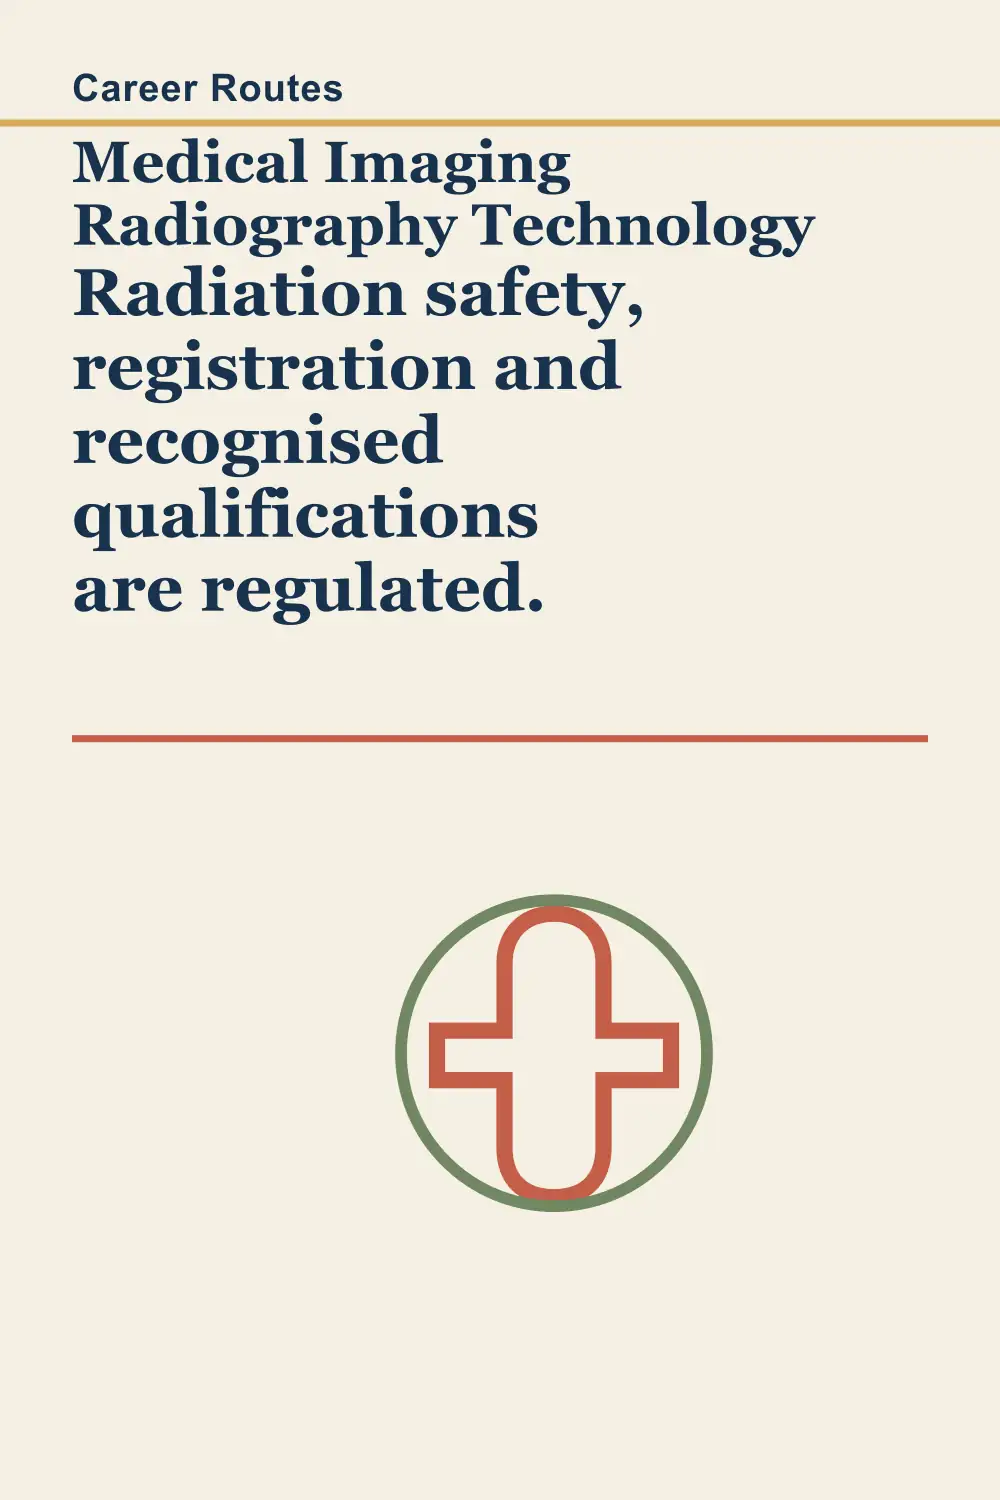 Career Routes
Medical Imaging
Radiography Technology
Radiation safety,
registration and
recognised
qualifications
are regulated.